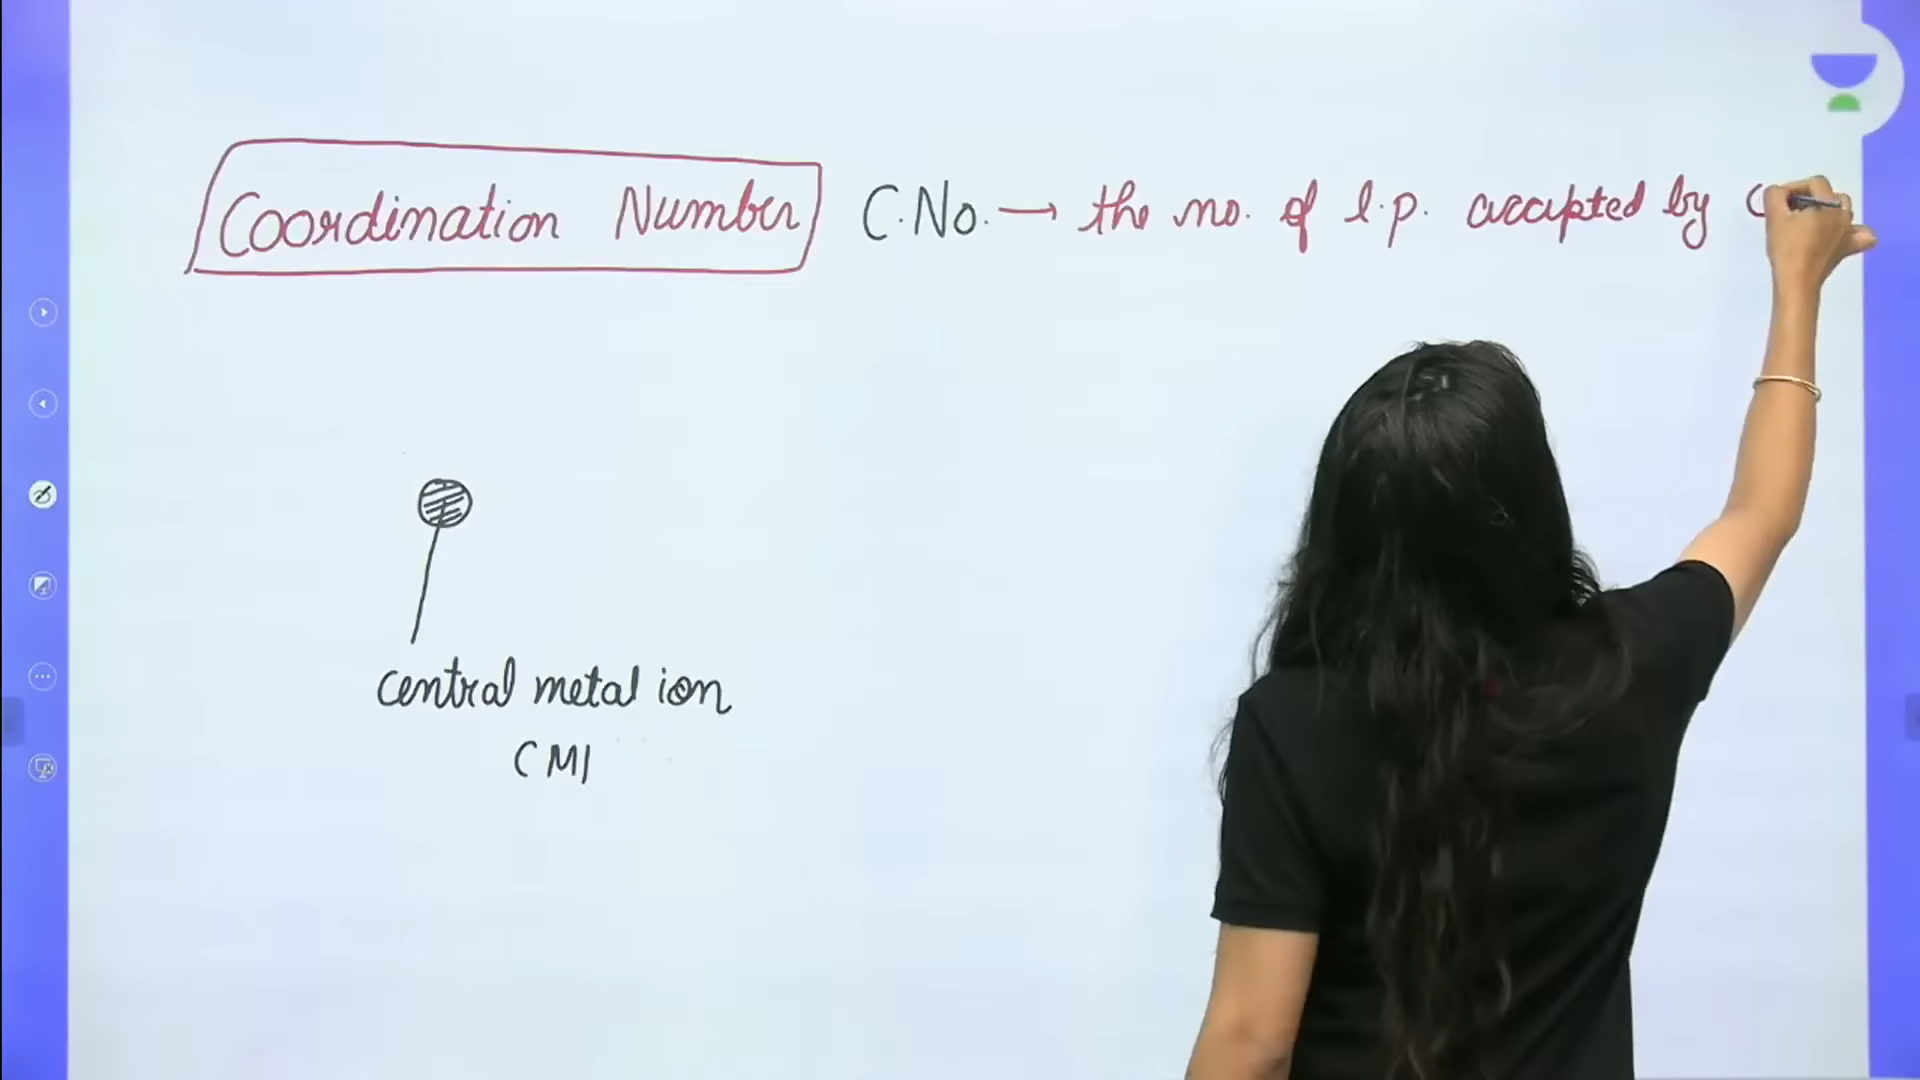 Coordination Number C.No. → the no. of l.p. accepted by C
central metal ion
CMI